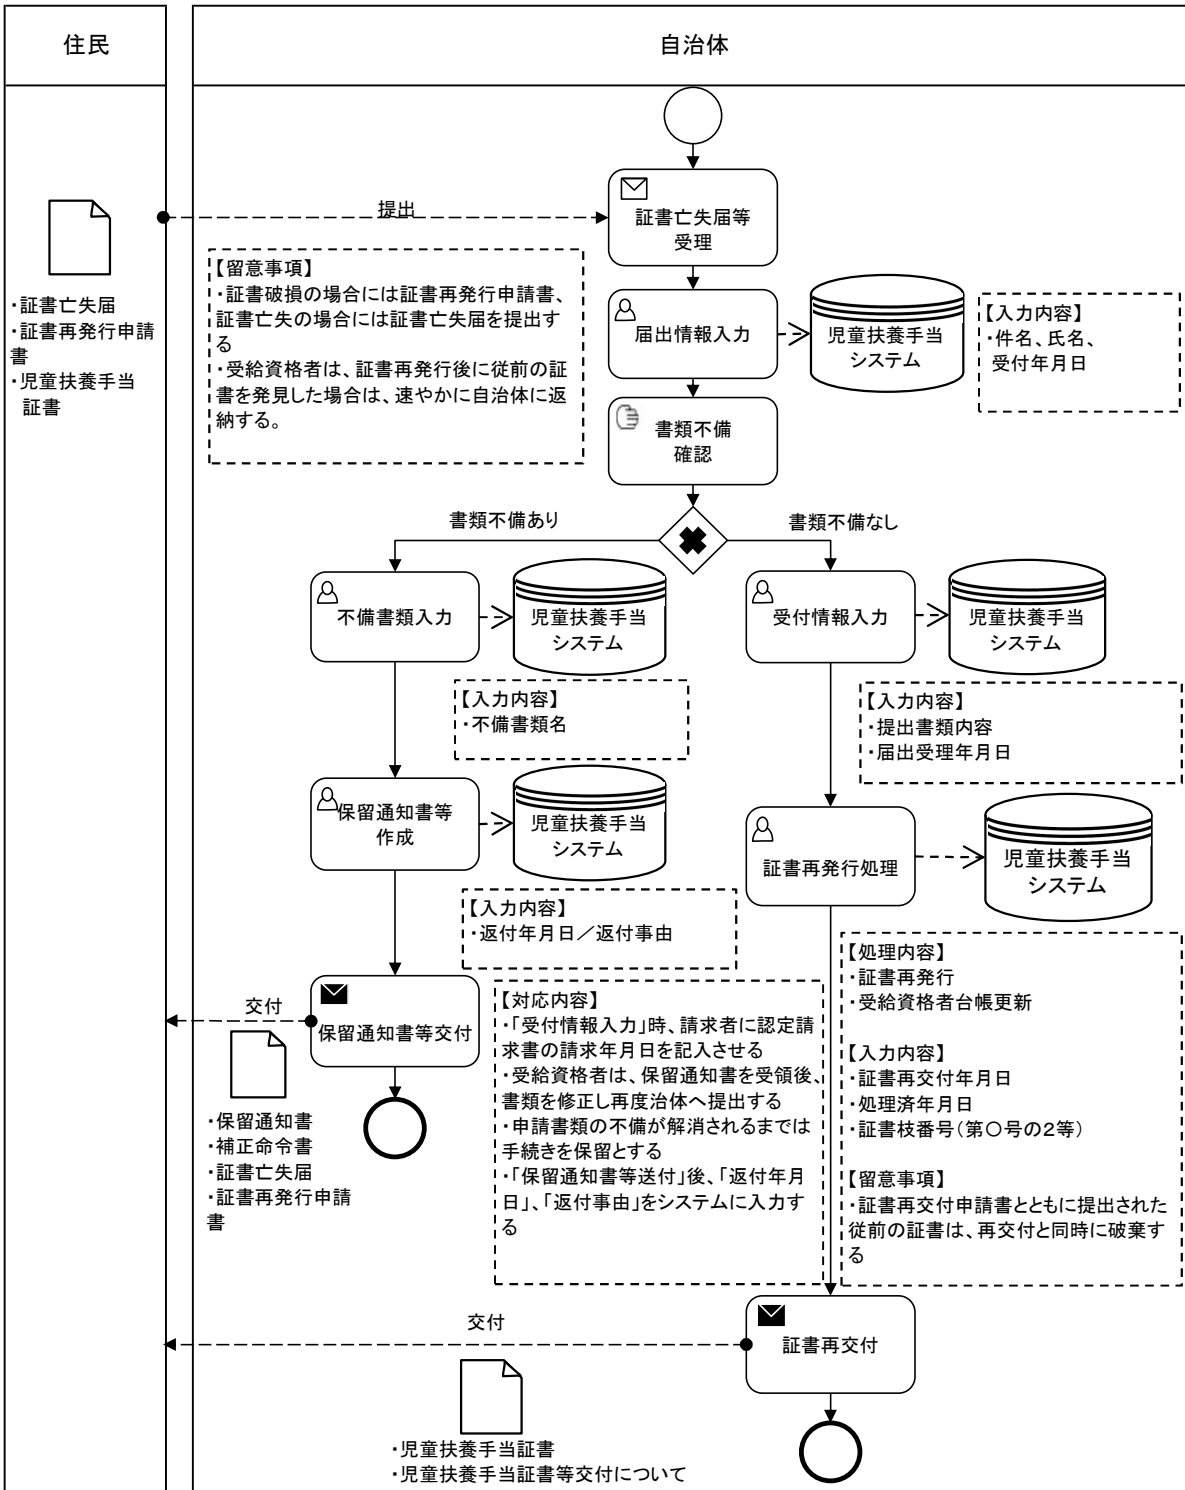 住民
自治体
提出
証書亡失届等
受理
・証書亡失届
・証書再発行申請
書
・児童扶養手当
証書
【留意事項】
・証書破損の場合には証書再発行申請書、
証書亡失の場合には証書亡失届を提出す
る
・受給資格者は、証書再発行後に従前の証
書を発見した場合は、速やかに自治体に返
納する。
届出情報入力
児童扶養手当
システム
【入力内容】
・件名、氏名、
受付年月日
書類不備
確認
書類不備あり
書類不備なし
不備書類入力
児童扶養手当
システム
受付情報入力
児童扶養手当
システム
【入力内容】
・不備書類名
【入力内容】
・提出書類内容
・届出受理年月日
保留通知書等
作成
児童扶養手当
システム
証書再発行処理
児童扶養手当
システム
【入力内容】
・返付年月日／返付事由
【処理内容】
・証書再発行
・受給資格者台帳更新
【入力内容】
・証書再交付年月日
・処理済年月日
・証書枝番号（第〇号の２等）
【留意事項】
・証書再交付申請書とともに提出された
従前の証書は、再交付と同時に破棄す
る
交付
保留通知書等交付
・保留通知書
・補正命令書
・証書亡失届
・証書再発行申請
書
【対応内容】
・「受付情報入力」時、請求者に認定請
求書の請求年月日を記入させる
・受給資格者は、保留通知書を受領後、
書類を修正し再度治体へ提出する
・申請書類の不備が解消されるまでは
手続きを保留とする
・「保留通知書等送付」後、「返付年月
日」、「返付事由」をシステムに入力す
る
交付
証書再交付
・児童扶養手当証書
・児童扶養手当証書等交付について